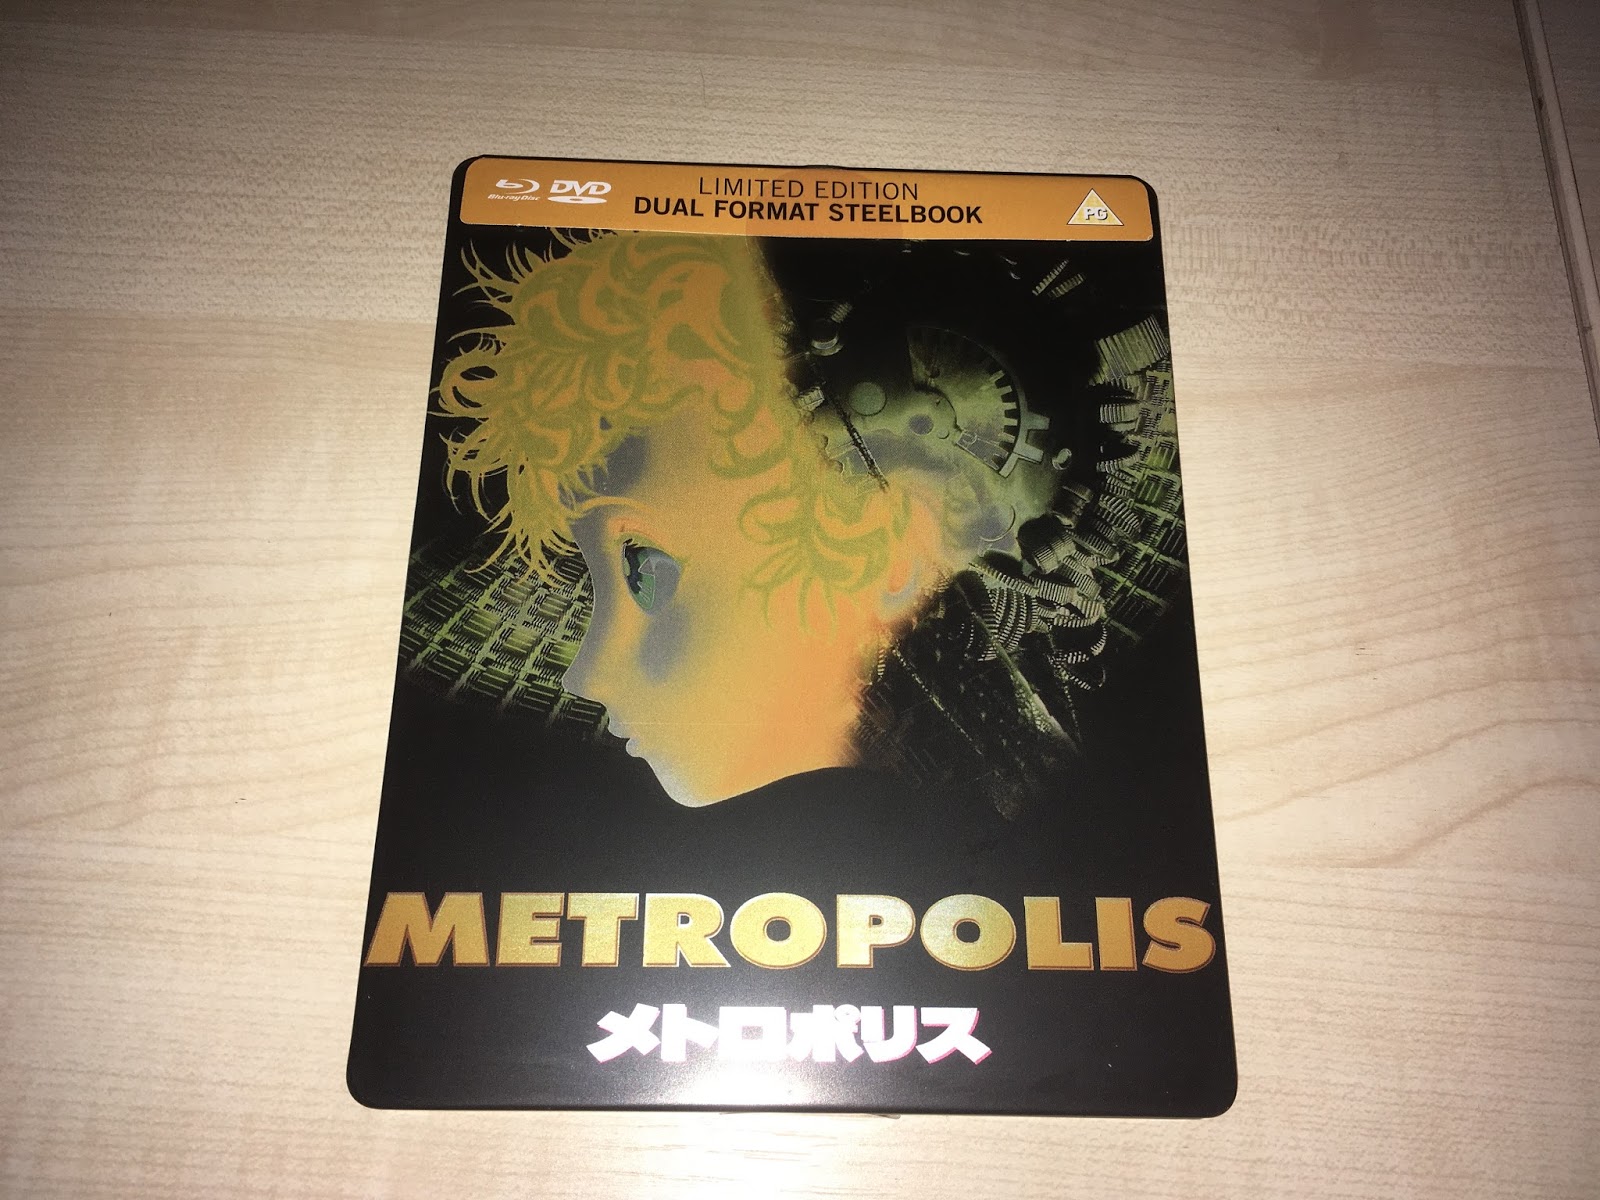 Blu-ray Disc DVD
LIMITED EDITION
DUAL FORMAT STEELBOOK
PG
METROPOLIS
メトロポリス